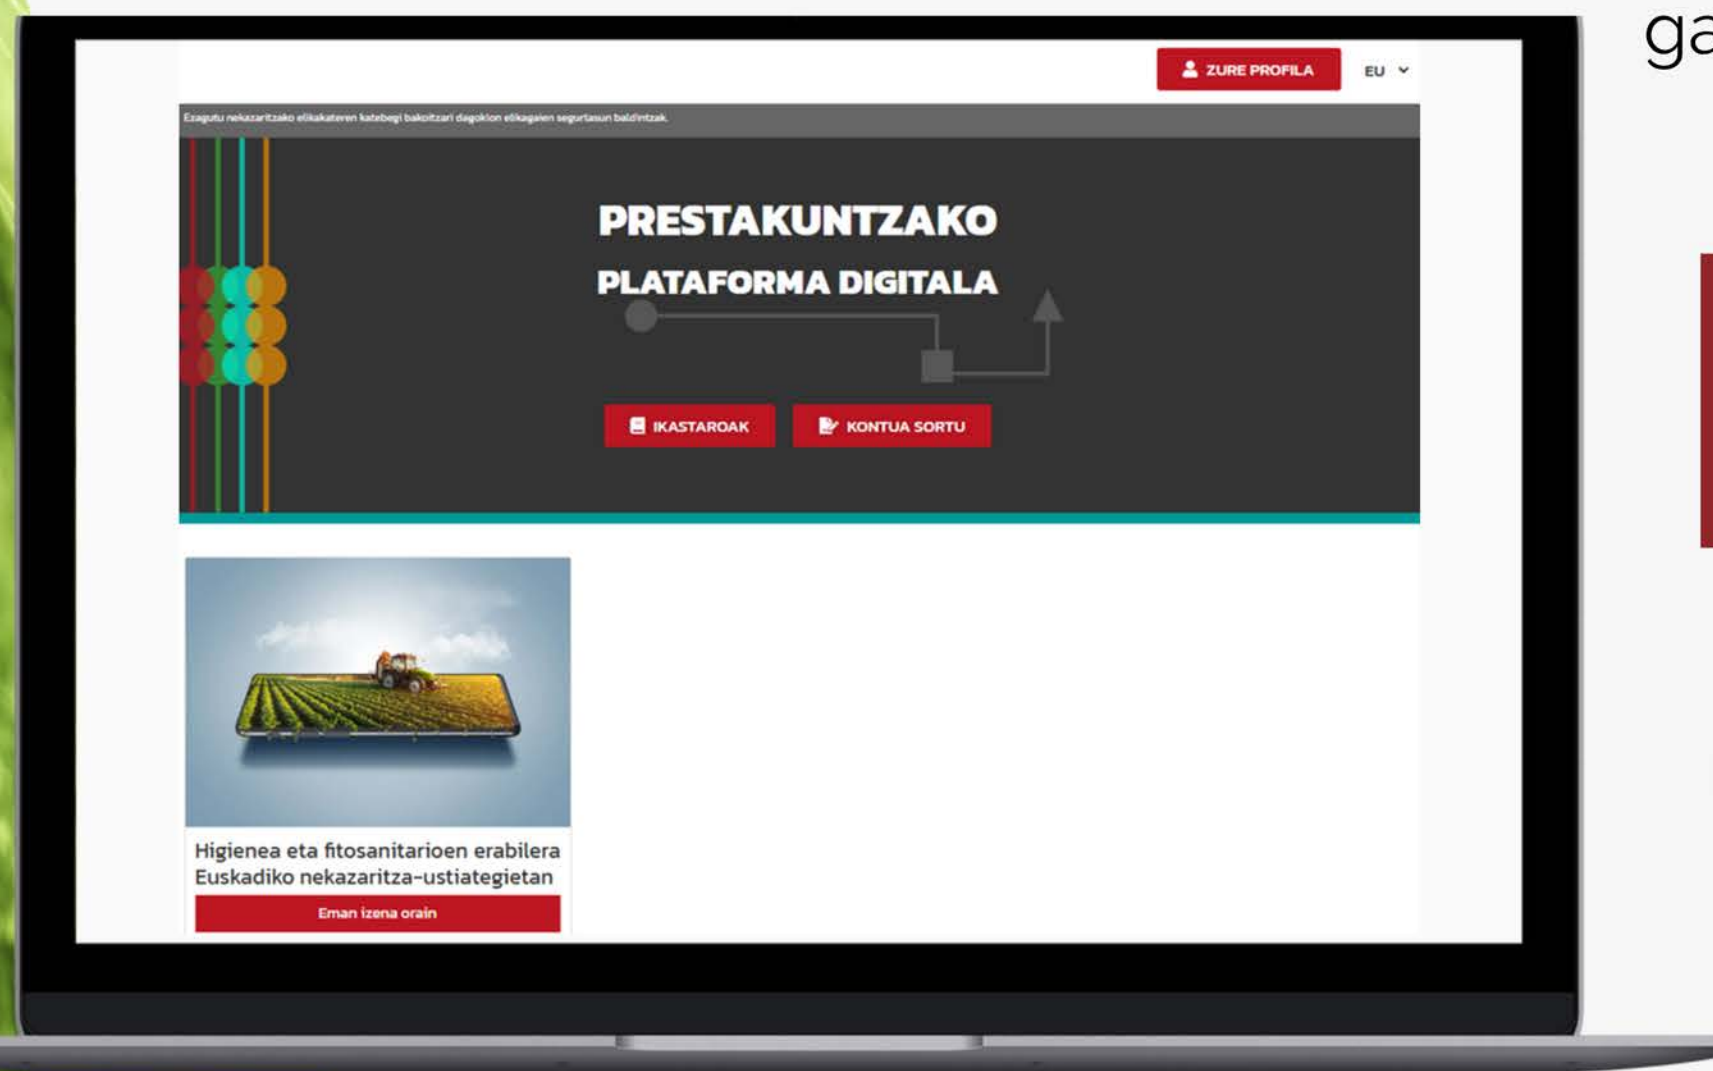 ZURE PROFILA
EU
Ezagutu nekazaritzako elikakateren katebegi bakoitzari dagokion elikagaien segurtasun baldintzak.
PRESTAKUNTZAKO
PLATAFORMA DIGITALA
IKASTAROAK
KONTUA SORTU
Higienea eta fitosanitarioen erabilera
Euskadiko nekazaritza-ustiategietan
Eman izena orain